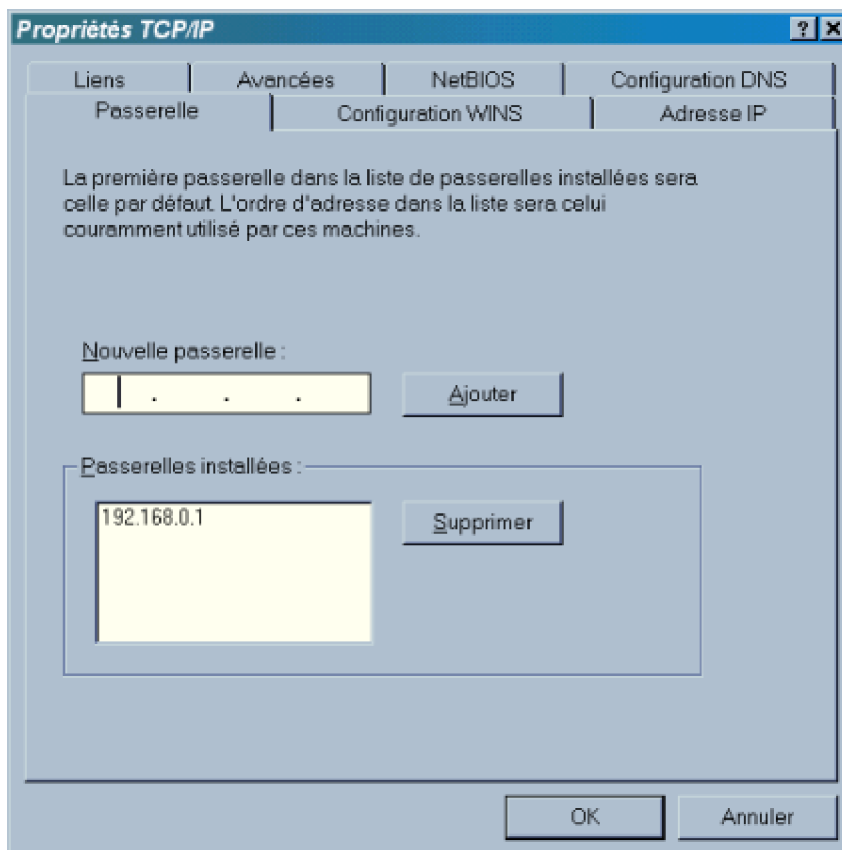 Propriétés TCP/IP
Liens Avancées NetBIOS Configuration DNS
Passerelle Configuration WINS Adresse IP
La première passerelle dans la liste de passerelles installées sera
celle par défaut. L'ordre d'adresse dans la liste sera celui
couramment utilisé par ces machines.
Nouvelle passerelle :
. . .
Ajouter
Passerelles installées :
192.168.0.1
Supprimer
OK Annuler